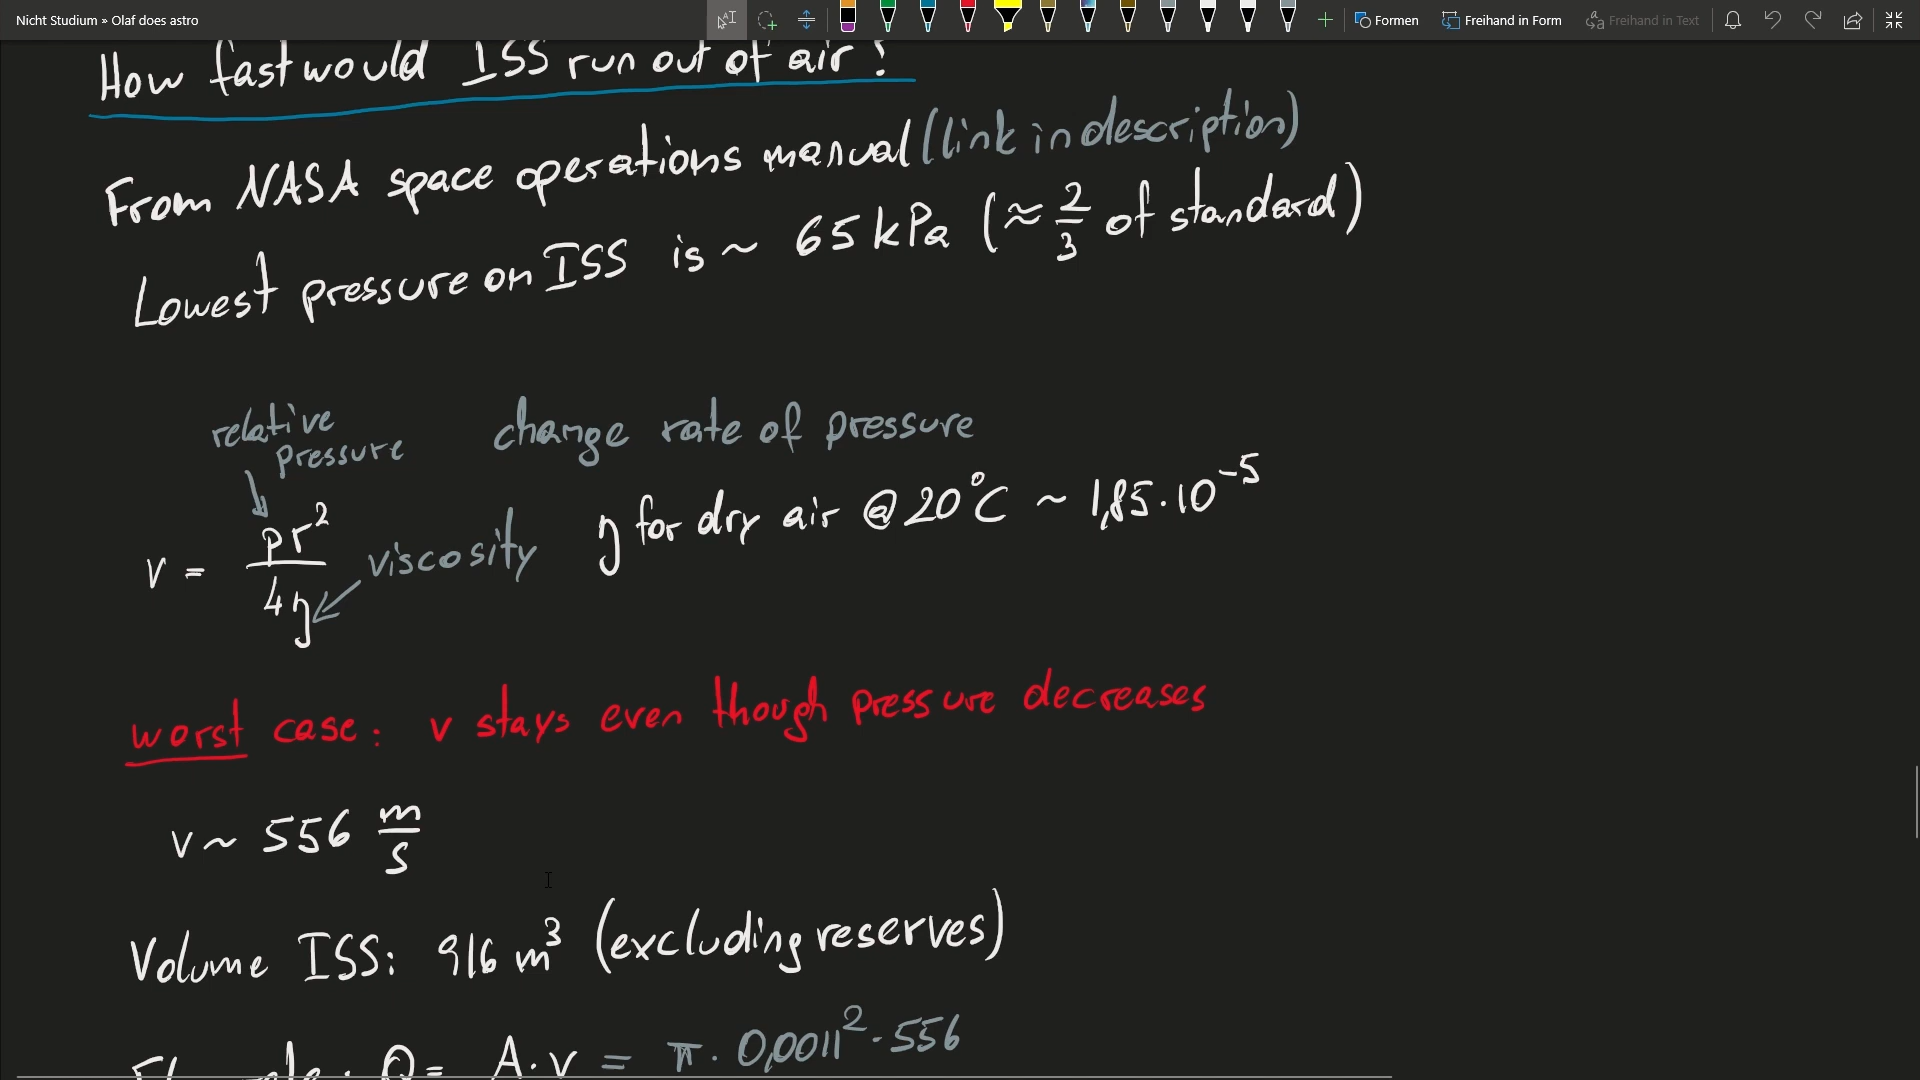 Nicht Studium » Olaf does astro
Formen
Freihand in Form
Freihand in Text
How fast would ISS run out of air?
From NASA space operations manual (link in description)
Lowest pressure on ISS is ~ 65 kPa (≈ 2/3 of standard)
relative pressure
change rate of pressure
η for dry air @ 20°C ~ 1,85·10⁻⁵
v = pr²/4η
viscosity
worst case: v stays even though pressure decreases
v ~ 556 m/s
Volume ISS: 916 m³ (excluding reserves)
Q = A·v = π·0,0011²·556